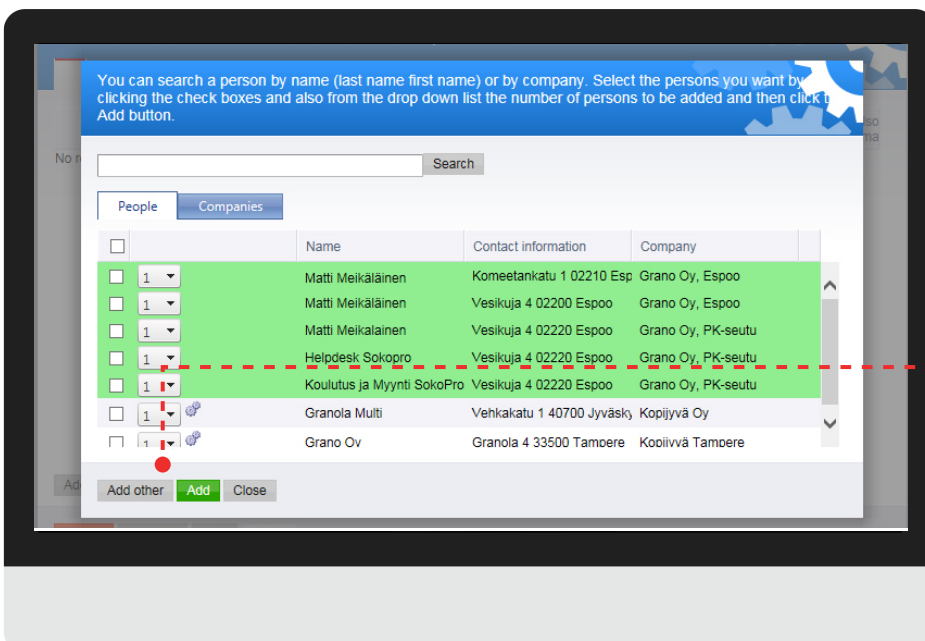 You can search a person by name (last name first name) or by company. Select the persons you want by
clicking the check boxes and also from the drop down list the number of persons to be added and then click t
Add button.
so
ma
No r
Search
People Companies
Name Contact information Company
1 Matti Meikäläinen Komeetankatu 1 02210 Esp Grano Oy, Espoo
1 Matti Meikäläinen Vesikuja 4 02200 Espoo Grano Oy, Espoo
1 Matti Meikalainen Vesikuja 4 02220 Espoo Grano Oy, PK-seutu
1 Helpdesk Sokopro Vesikuja 4 02220 Espoo Grano Oy, PK-seutu
1 Koulutus ja Myynti SokoPro Vesikuja 4 02220 Espoo Grano Oy, PK-seutu
1 Granola Multi Vehkakatu 1 40700 Jyväsky Kopijyvä Oy
1 Grano Oy Granola 4 33500 Tampere Kopijyvä Tampere
Ad
Add other Add Close